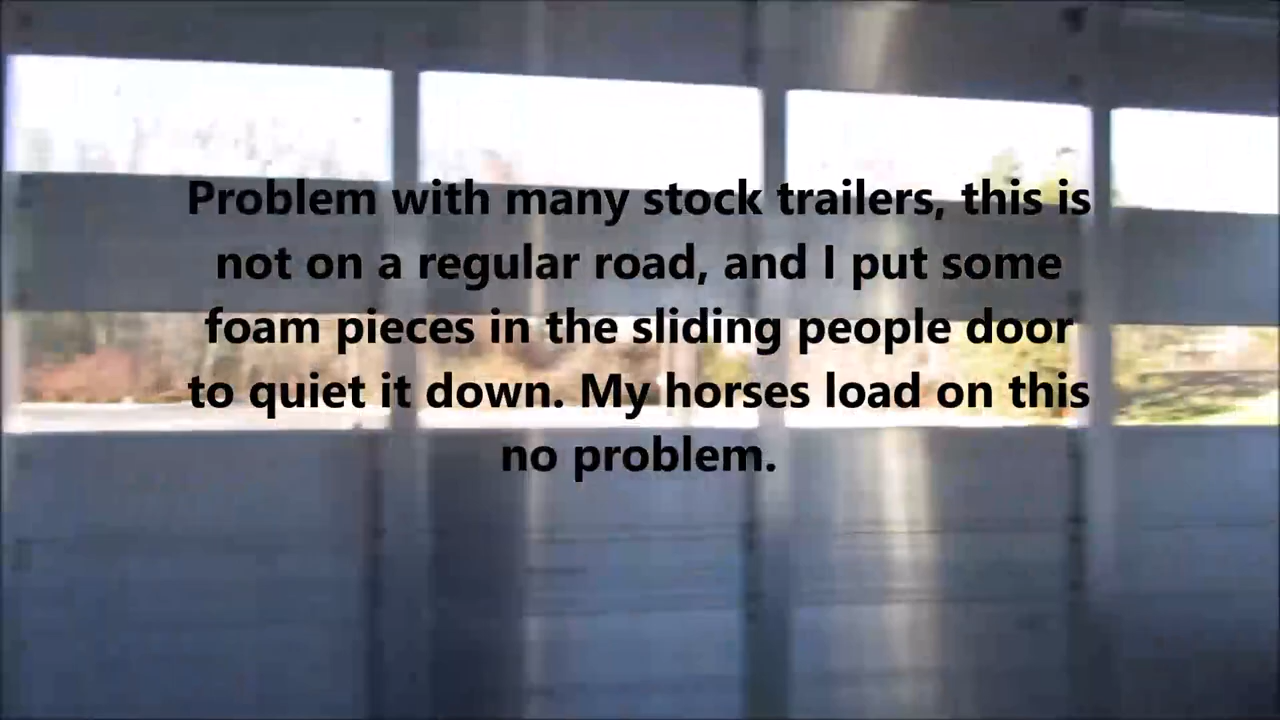 Problem with many stock trailers, this is
not on a regular road, and I put some
foam pieces in the sliding people door
to quiet it down. My horses load on this
no problem.